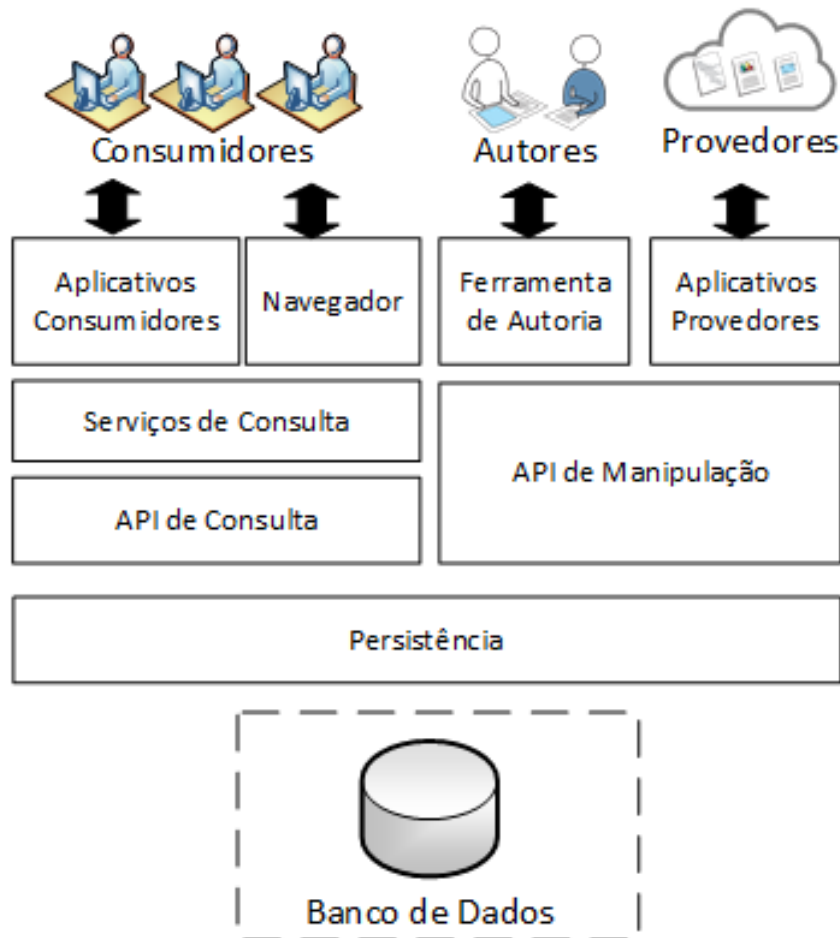 Consumidores
Autores
Provedores
Aplicativos
Consumidores
Navegador
Ferramenta
de Autoria
Aplicativos
Provedores
Serviços de Consulta
API de Manipulação
API de Consulta
Persistência
Banco de Dados